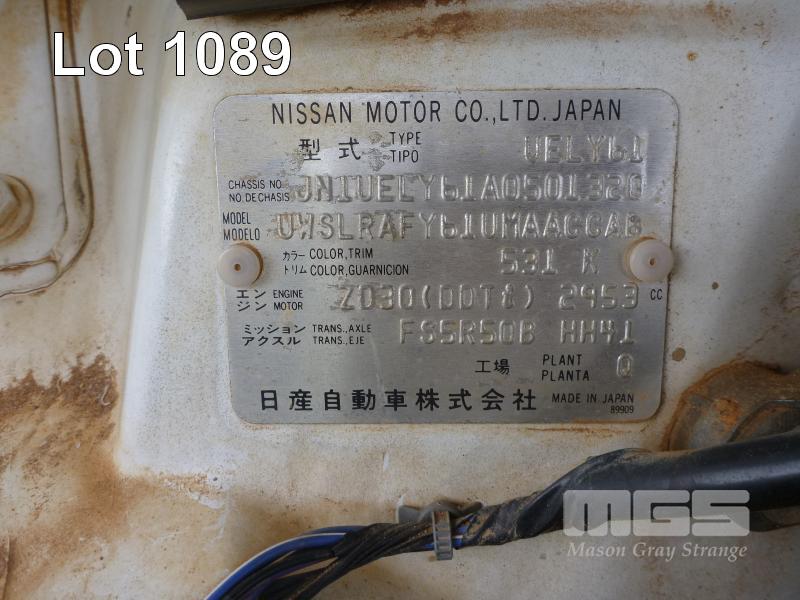 Lot 1089
NISSAN MOTOR CO.,LTD. JAPAN
型式 TYPE TIPO UELY61
CHASSIS NO. NO. DE CHASIS JN1UELY61A0501320
MODEL MODELO UWSLRAFY61UMAACCAB
カラー COLOR,TRIM
トリム COLOR,GUARNICION 531 K
エンジン ENGINE MOTOR ZD30(DDTI) 2953 CC
ミッション TRANS.,AXLE
アクスル TRANS.,EJE FS5R50B HH41
工場 PLANT PLANTA Q
日産自動車株式会社 MADE IN JAPAN
89909
MGS
Mason Gray Strange